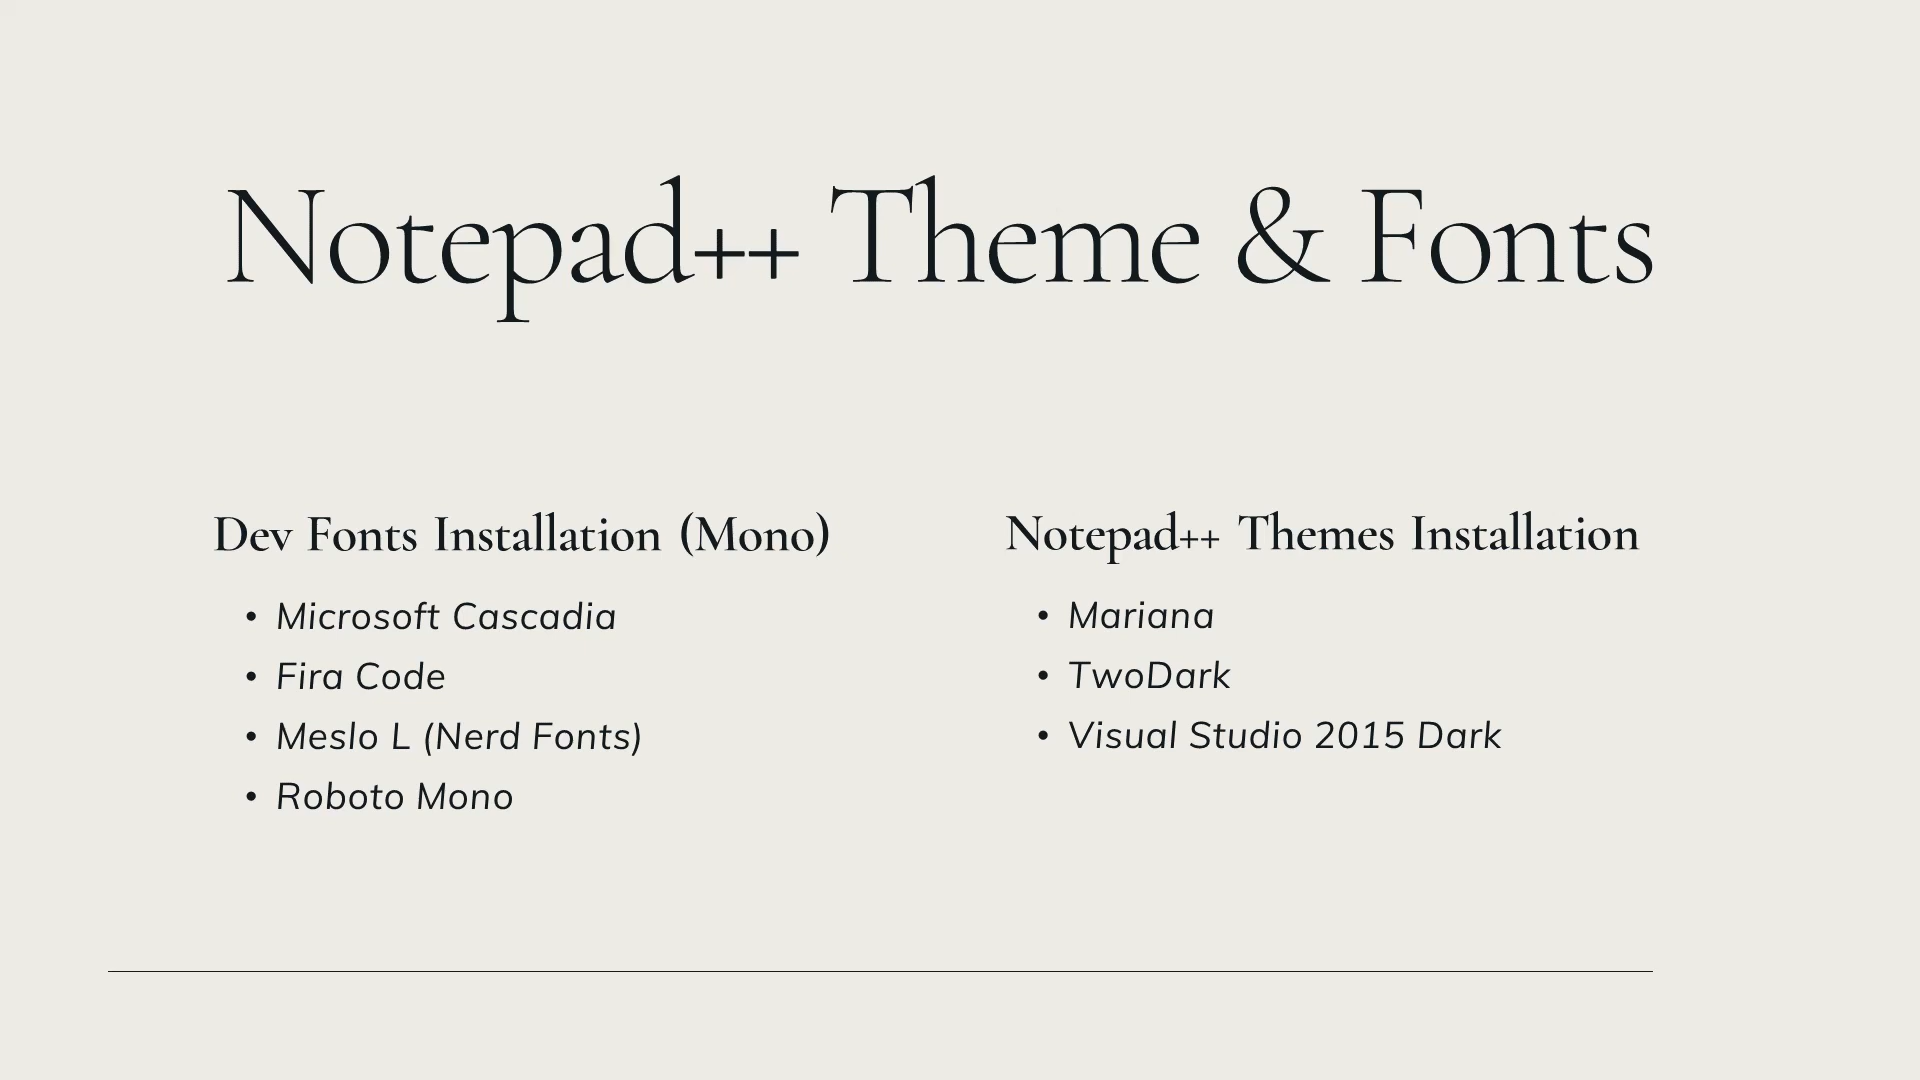 Notepad++ Theme & Fonts
Dev Fonts Installation (Mono)
• Microsoft Cascadia
• Fira Code
• Meslo L (Nerd Fonts)
• Roboto Mono
Notepad++ Themes Installation
• Mariana
• TwoDark
• Visual Studio 2015 Dark